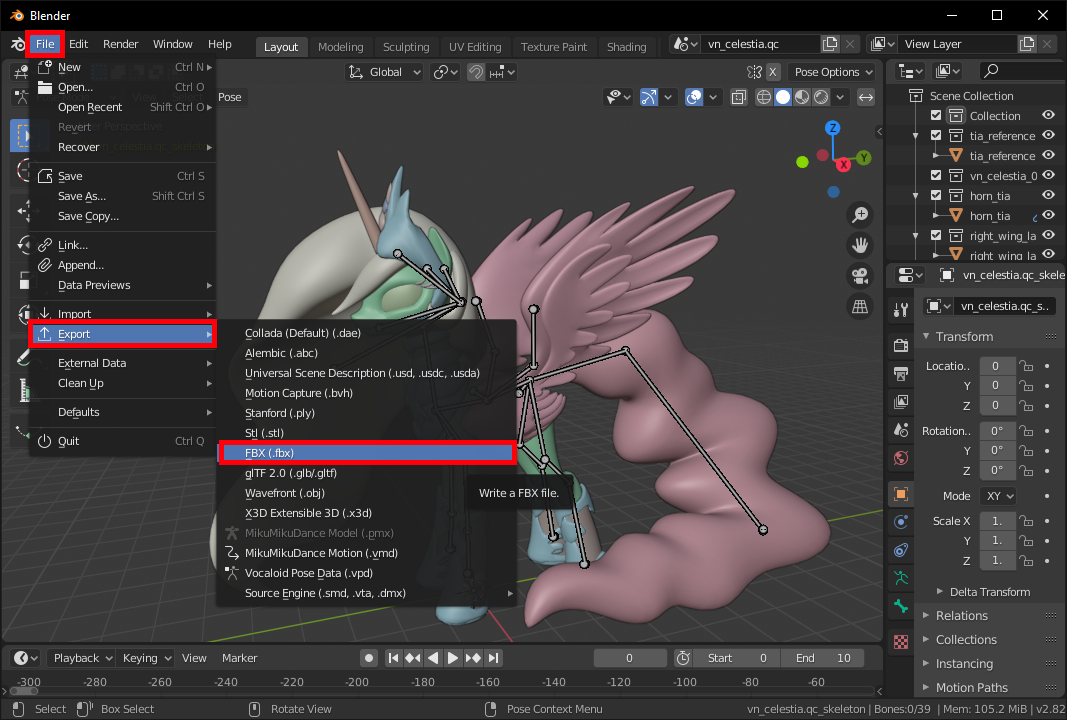 Blender
File Edit Render Window Help Layout Modeling Sculpting UV Editing Texture Paint Shading vn_celestia.qc View Layer
Global Pose Options
Pose
New Ctrl N
Open... Ctrl O
Open Recent Shift Ctrl O
Revert
Recover
Save Ctrl S
Save As... Shift Ctrl S
Save Copy...
Link...
Append...
Data Previews
Import
Export
External Data
Clean Up
Defaults
Quit Ctrl Q
Collada (Default) (.dae)
Alembic (.abc)
Universal Scene Description (.usd, .usdc, .usda)
Motion Capture (.bvh)
Stanford (.ply)
Stl (.stl)
FBX (.fbx)
glTF 2.0 (.glb/.gltf)
Wavefront (.obj)
X3D Extensible 3D (.x3d)
MikuMikuDance Model (.pmx)
MikuMikuDance Motion (.vmd)
Vocaloid Pose Data (.vpd)
Source Engine (.smd, .vta, .dmx)
Write a FBX file.
Z
Y
X
Scene Collection
Collection
tia_reference
tia_reference
vn_celestia_0
horn_tia
horn_tia
right_wing_la
right_wing_la
vn_celestia.qc_skele
vn_celestia.qc_s..
Transform
Locatio.. 0
Y 0
Z 0
Rotation.. 0°
Y 0°
Z 0°
Mode XY
Scale X 1.
Y 1.
Z 1.
Delta Transform
Relations
Collections
Instancing
Motion Paths
Playback Keying View Marker 0 Start 0 End 10
-300 -280 -260 -240 -220 -200 -180 -160 -140 -120 -100 -80 -60
Select Box Select Rotate View Pose Context Menu vn_celestia.qc_skeleton | Bones:0/39 | Mem: 105.2 MiB | v2.82